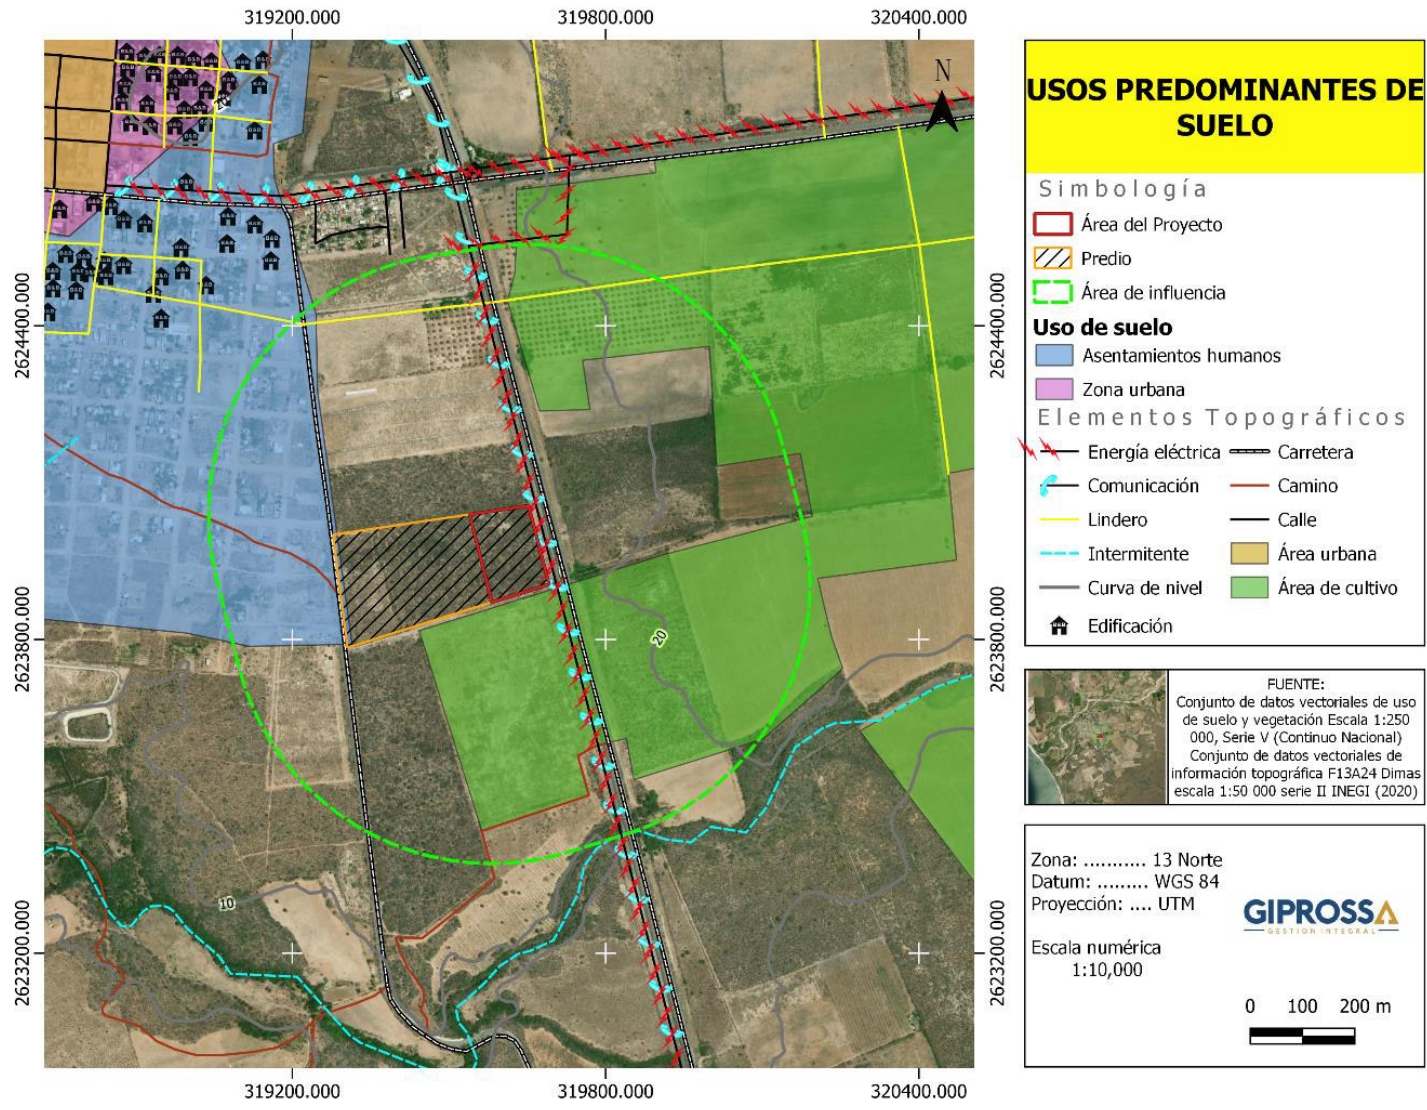 319200.000
319800.000
320400.000
2624400.000
2623800.000
2623200.000
N
20
20
10
2624400.000
2623800.000
2623200.000
319200.000
319800.000
320400.000
USOS PREDOMINANTES DE
SUELO
Simbología
Área del Proyecto
Predio
Área de influencia
Uso de suelo
Asentamientos humanos
Zona urbana
Elementos Topográficos
Energía eléctrica
Carretera
Comunicación
Camino
Lindero
Calle
Intermitente
Área urbana
Curva de nivel
Área de cultivo
Edificación
FUENTE:
Conjunto de datos vectoriales de uso
de suelo y vegetación Escala 1:250
000, Serie V (Continuo Nacional)
Conjunto de datos vectoriales de
información topográfica F13A24 Dimas
escala 1:50 000 serie II INEGI (2020)
Zona: ........... 13 Norte
Datum: ......... WGS 84
Proyección: .... UTM
Escala numérica
1:10,000
GIPROSSA
GESTIÓN INTEGRAL
0 100 200 m